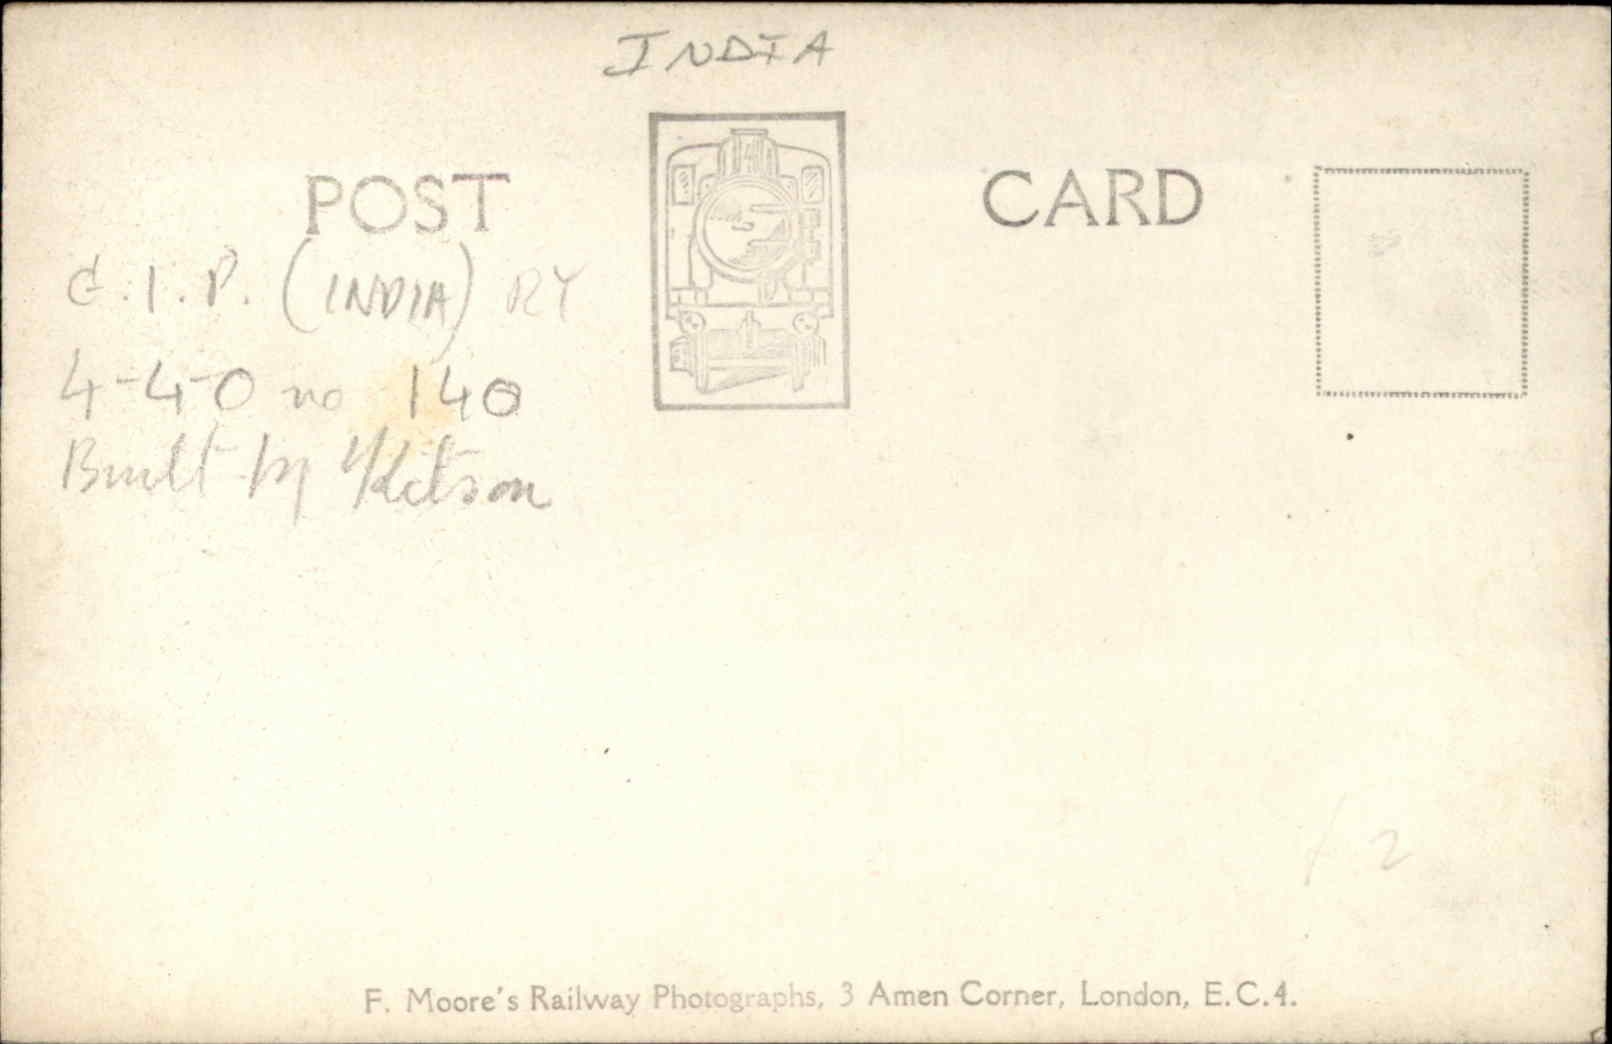 INDIA
POST CARD
G.I.P. (INDIA) RY
4-4-0 no 140
Built by Kitson
2
F. Moore's Railway Photographs, 3 Amen Corner, London, E.C.4.